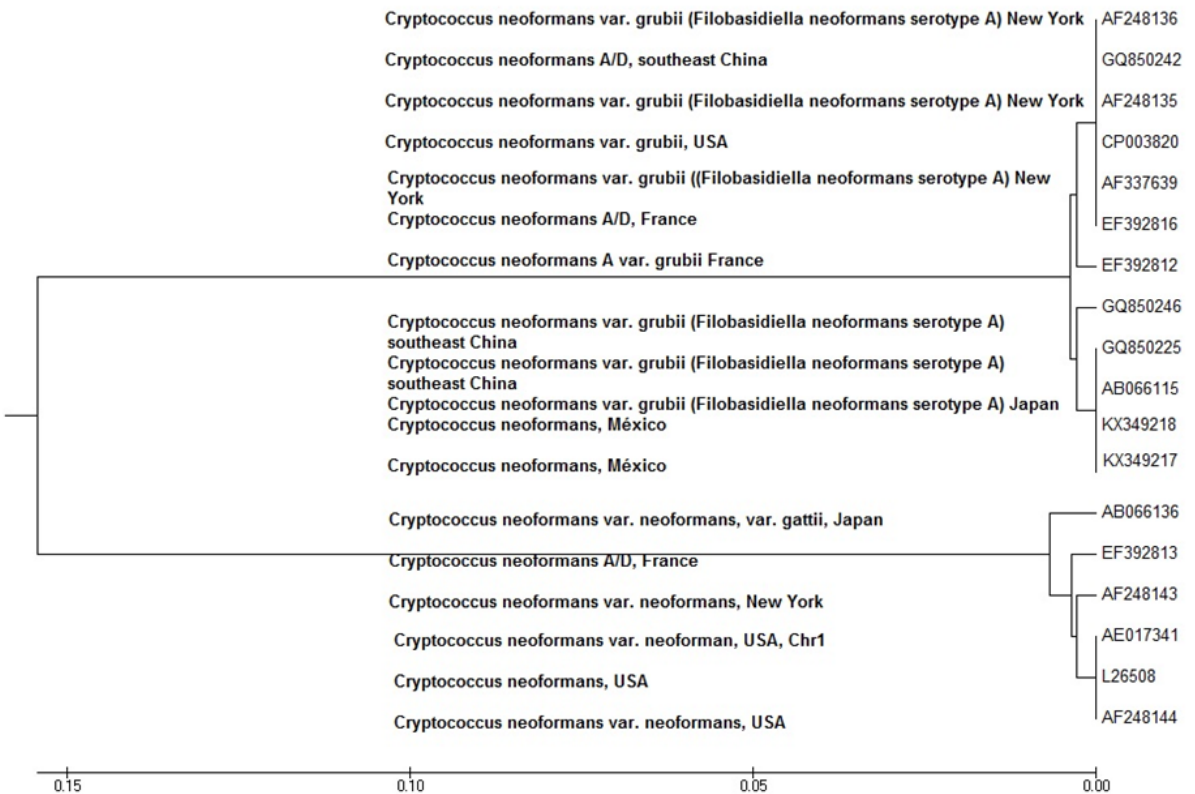 Cryptococcus neoformans var. grubii (Filobasidiella neoformans serotype A) New York AF248136
Cryptococcus neoformans A/D, southeast China GQ850242
Cryptococcus neoformans var. grubii (Filobasidiella neoformans serotype A) New York AF248135
Cryptococcus neoformans var. grubii, USA CP003820
Cryptococcus neoformans var. grubii ((Filobasidiella neoformans serotype A) New AF337639
York
Cryptococcus neoformans A/D, France EF392816
Cryptococcus neoformans A var. grubii France EF392812
GQ850246
Cryptococcus neoformans var. grubii (Filobasidiella neoformans serotype A)
southeast China GQ850225
Cryptococcus neoformans var. grubii (Filobasidiella neoformans serotype A)
southeast China AB066115
Cryptococcus neoformans var. grubii (Filobasidiella neoformans serotype A) Japan
Cryptococcus neoformans, México KX349218
Cryptococcus neoformans, México KX349217
Cryptococcus neoformans var. neoformans, var. gattii, Japan AB066136
Cryptococcus neoformans A/D, France EF392813
Cryptococcus neoformans var. neoformans, New York AF248143
Cryptococcus neoformans var. neoforman, USA, Chr1 AE017341
Cryptococcus neoformans, USA L26508
Cryptococcus neoformans var. neoformans, USA AF248144
0.15 0.10 0.05 0.00